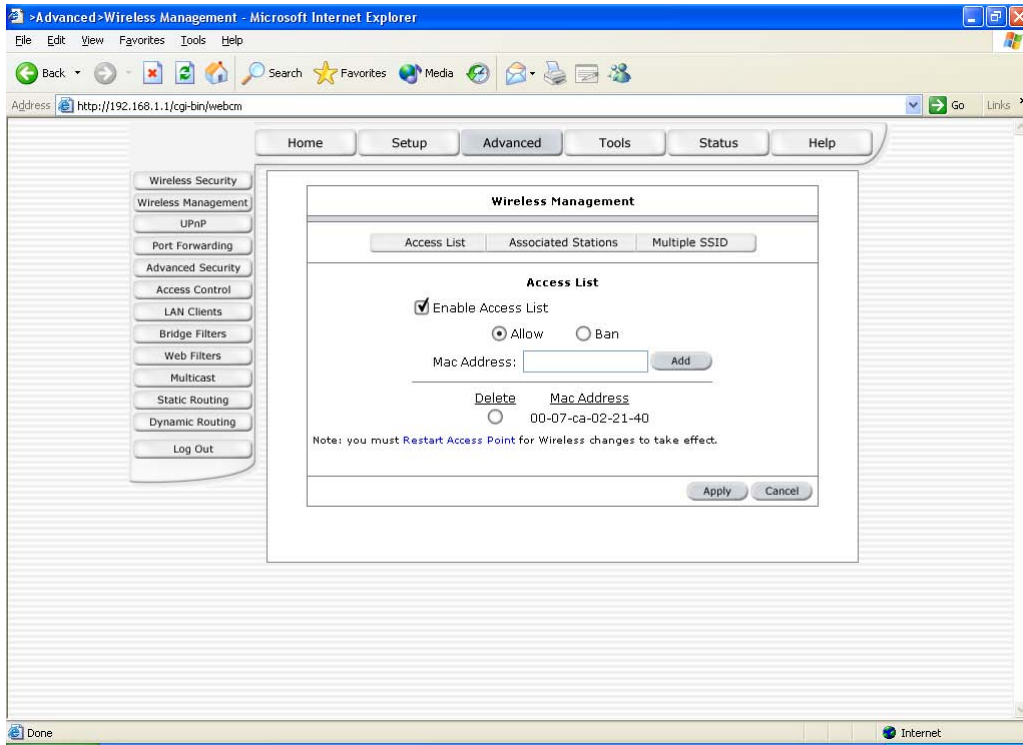 >Advanced>Wireless Management - Microsoft Internet Explorer
File Edit View Favorites Tools Help
Back Search Favorites Media
Address http://192.168.1.1/cgi-bin/webcm Go Links
Home Setup Advanced Tools Status Help
Wireless Security
Wireless Management
UPnP
Port Forwarding
Advanced Security
Access Control
LAN Clients
Bridge Filters
Web Filters
Multicast
Static Routing
Dynamic Routing
Log Out
Wireless Management
Access List Associated Stations Multiple SSID
Access List
Enable Access List
Allow Ban
Mac Address: Add
Delete Mac Address
00-07-ca-02-21-40
Note: you must Restart Access Point for Wireless changes to take effect.
Apply Cancel
Done Internet